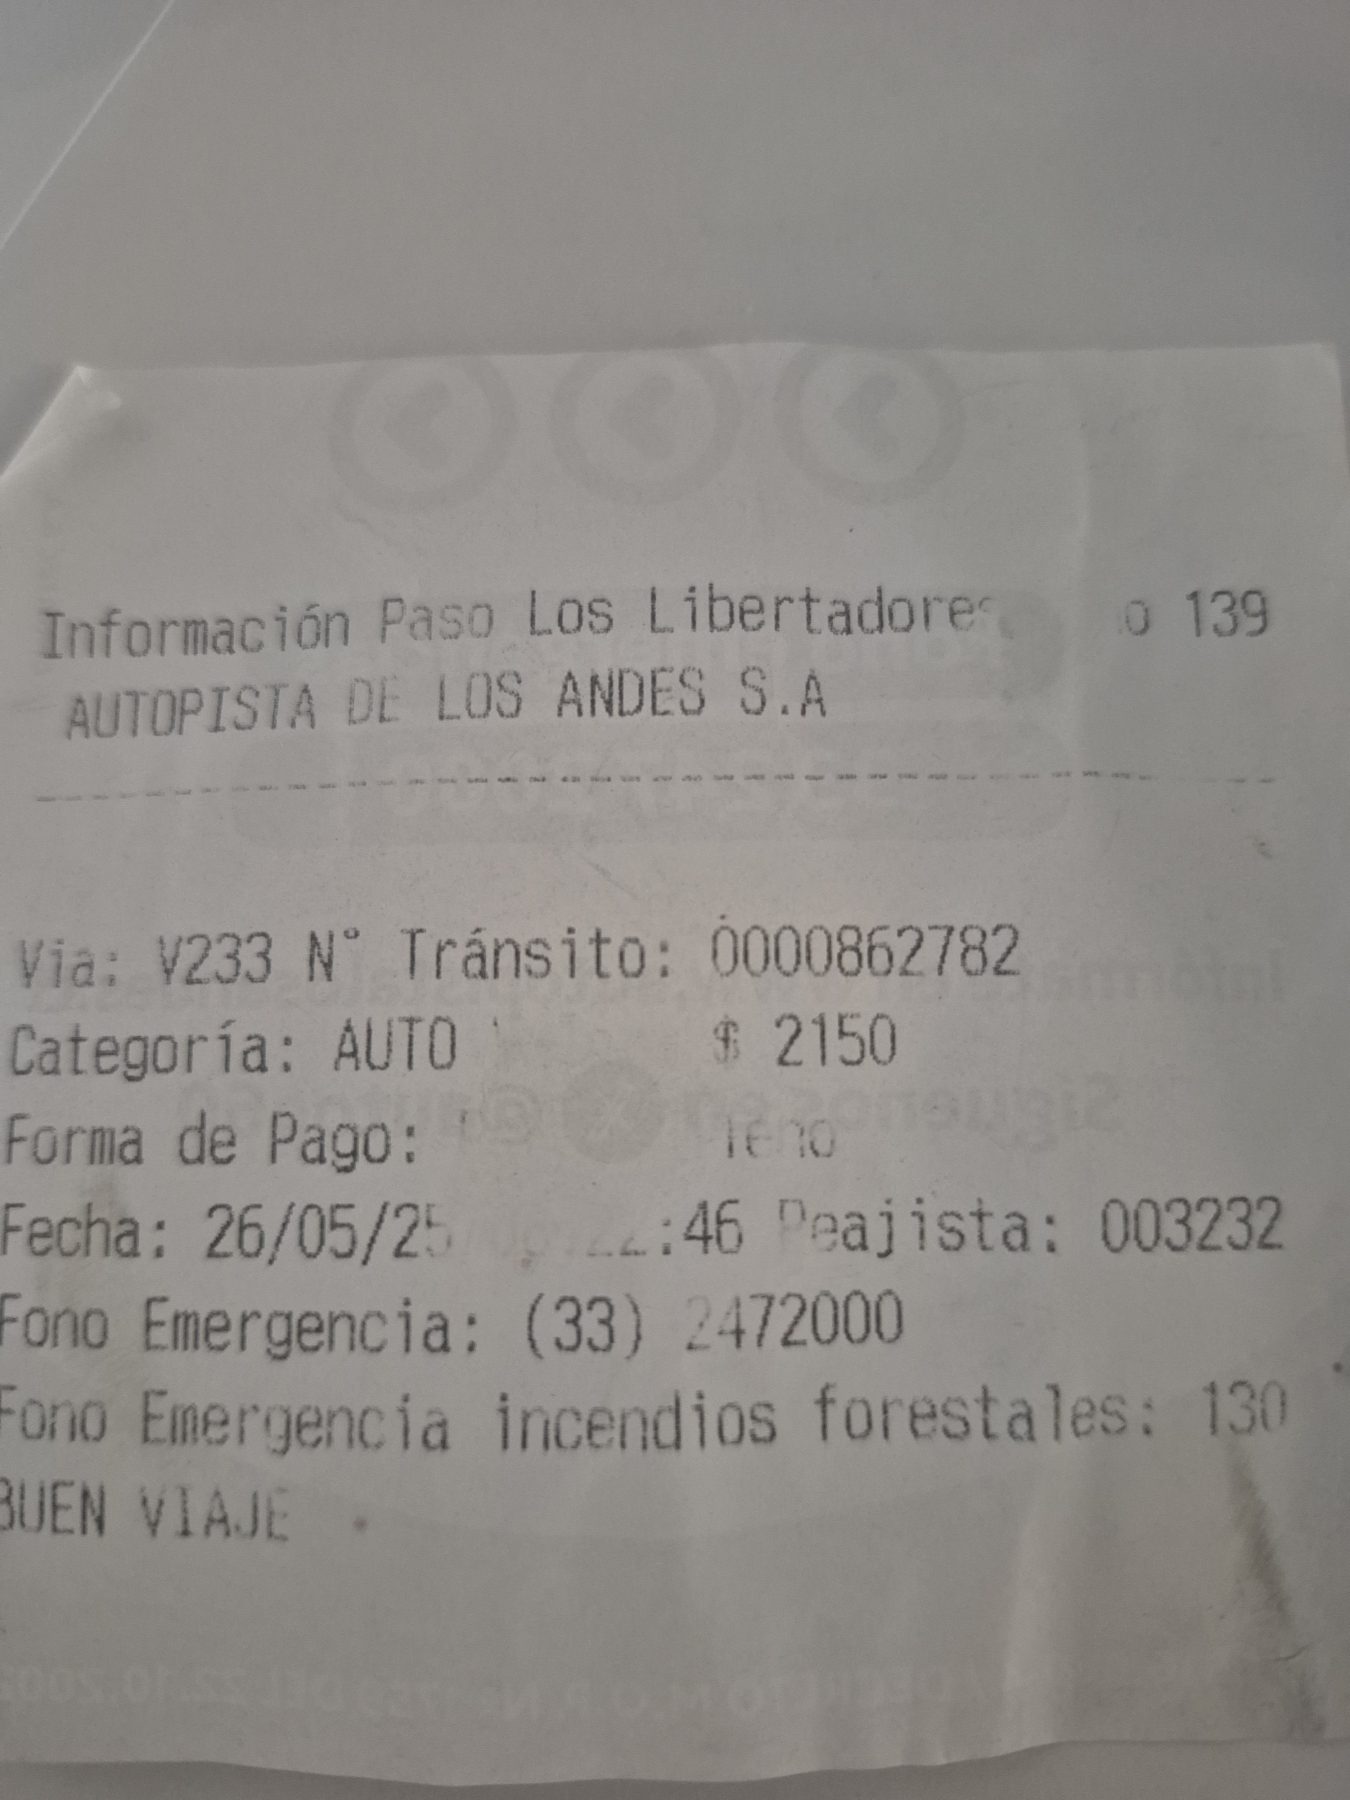 Información Paso Los Libertadores 139
AUTOPISTA DE LOS ANDES S.A
Via: V233 N° Tránsito: 0000862782
Categoría: AUTO $ 2150
Forma de Pago:
Fecha: 26/05/25 :46 Peajista: 003232
Fono Emergencia: (33) 2472000
Fono Emergencia incendios forestales: 130
BUEN VIAJE